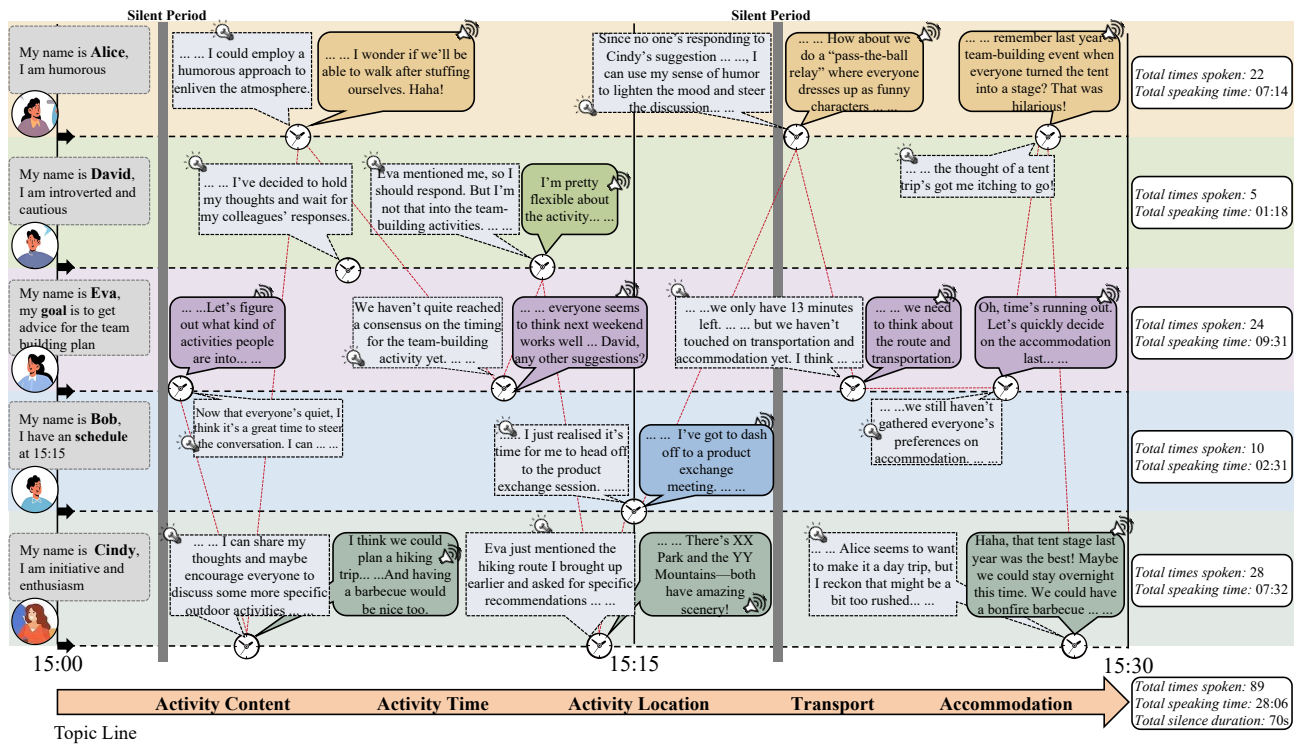 Silent Period
Silent Period
My name is Alice,
I am humorous
... ... I could employ a
humorous approach to
enliven the atmosphere.
... ... I wonder if we'll be
able to walk after stuffing
ourselves. Haha!
Since no one's responding to
Cindy's suggestion ... ..., I
can use my sense of humor
to lighten the mood and steer
the discussion... ...
... ... How about we
do a “pass-the-ball
relay” where everyone
dresses up as funny
characters ... ...
... ... remember last year's
team-building event when
everyone turned the tent
into a stage? That was
hilarious!
Total times spoken: 22
Total speaking time: 07:14
My name is David,
I am introverted and
cautious
... ... I've decided to hold
my thoughts and wait for
my colleagues' responses.
Eva mentioned me, so I
should respond. But I'm
not that into the team-
building activities. ... ...
I'm pretty
flexible about
the activity... ...
... ... the thought of a tent
trip's got me itching to go!
Total times spoken: 5
Total speaking time: 01:18
My name is Eva,
my goal is to get
advice for the team
building plan
... ...Let's figure
out what kind of
activities people
are into... ...
We haven't quite reached
a consensus on the timing
for the team-building
activity yet. ... ...
... ... everyone seems
to think next weekend
works well ... David,
any other suggestions?
... ...we only have 13 minutes
left. ... ... but we haven't
touched on transportation and
accommodation yet. I think ... ...
... ... we need
to think about
the route and
transportation.
Oh, time's running out.
Let's quickly decide
on the accommodation
last... ...
Total times spoken: 24
Total speaking time: 09:31
My name is Bob,
I have an schedule
at 15:15
Now that everyone's quiet, I
think it's a great time to steer
the conversation. I can ... ...
... ... I just realised it's
time for me to head off
to the product
exchange session. ......
... ... I've got to dash
off to a product
exchange
meeting. ... ...
... ...we still haven't
gathered everyone's
preferences on
accommodation. ... ...
Total times spoken: 10
Total speaking time: 02:31
My name is Cindy,
I am initiative and
enthusiasm
... ... I can share my
thoughts and maybe
encourage everyone to
discuss some more specific
outdoor activities ... ...
I think we could
plan a hiking
trip... ...And having
a barbecue would
be nice too.
Eva just mentioned the
hiking route I brought up
earlier and asked for specific
recommendations ... ...
... ... There's XX
Park and the YY
Mountains—both
have amazing
scenery!
... ... Alice seems to want
to make it a day trip, but
I reckon that might be a
bit too rushed... ...
Haha, that tent stage last
year was the best! Maybe
we could stay overnight
this time. We could have
a bonfire barbecue ... ...
Total times spoken: 28
Total speaking time: 07:32
15:00
15:15
15:30
Activity Content
Activity Time
Activity Location
Transport
Accommodation
Total times spoken: 89
Total speaking time: 28:06
Total silence duration: 70s
Topic Line